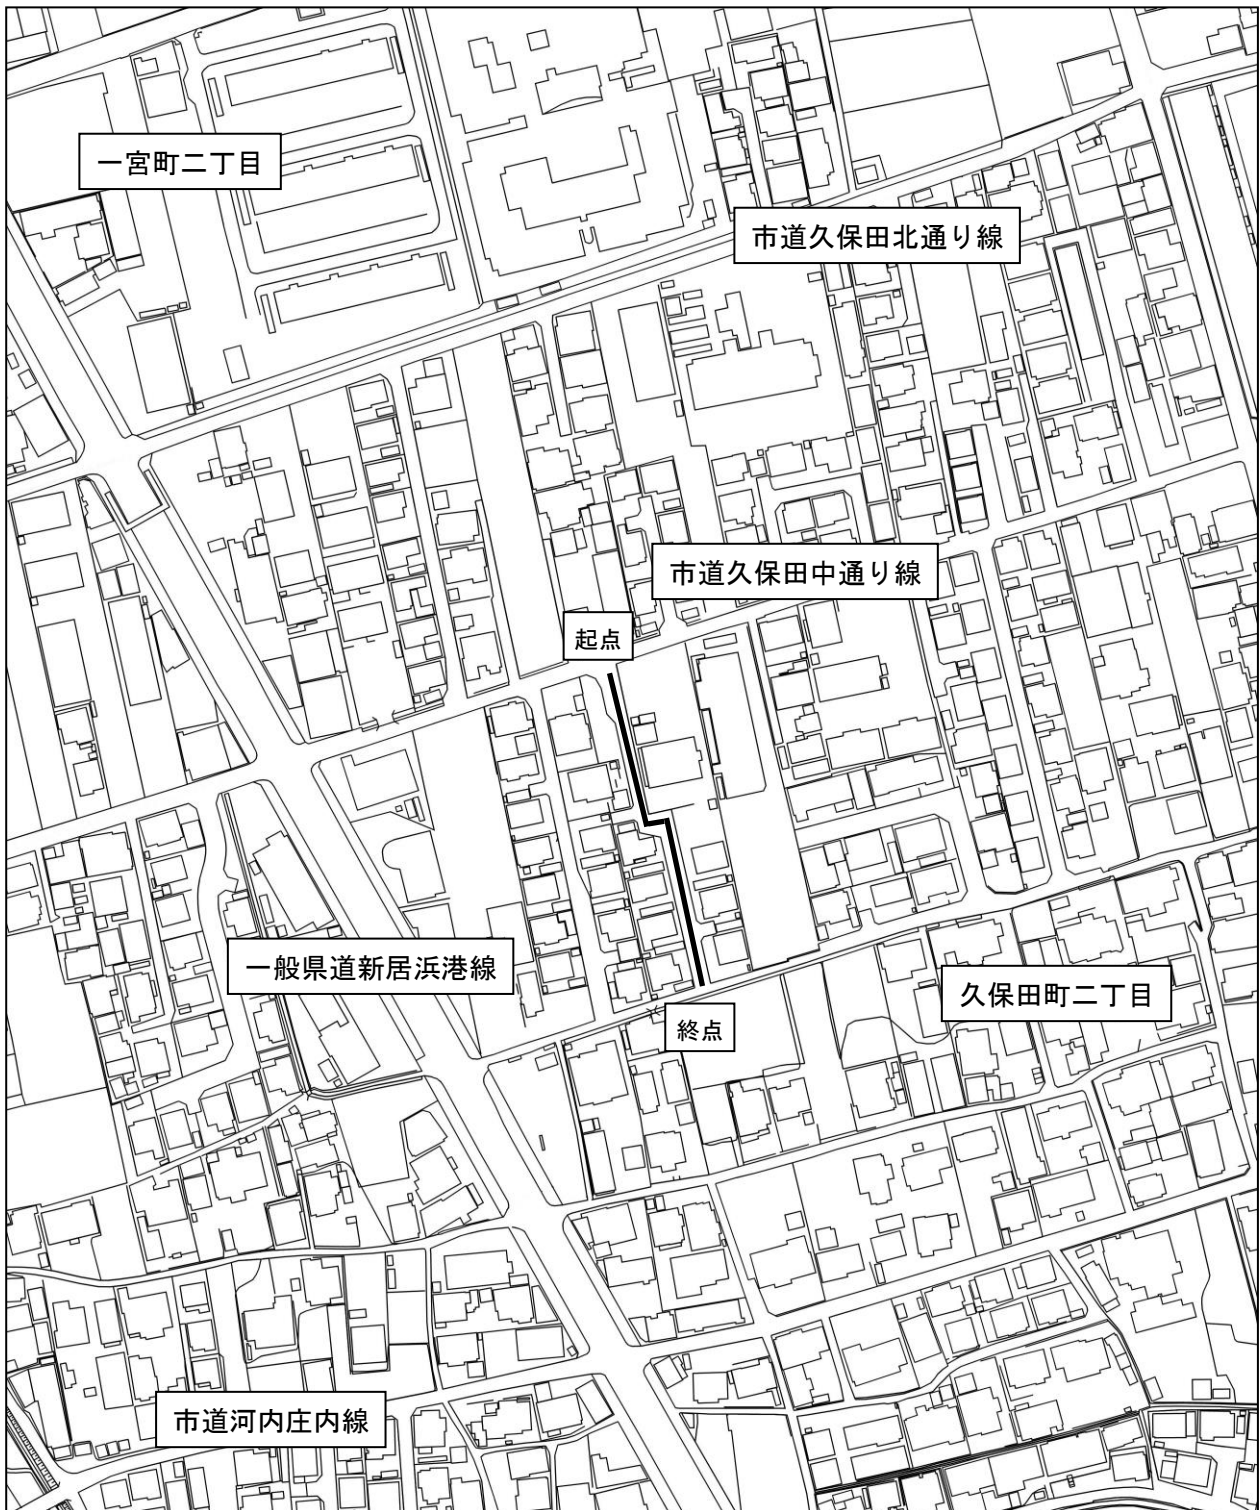 一宮町二丁目
市道久保田北通り線
市道久保田中通り線
起点
一般県道新居浜港線
久保田町二丁目
終点
市道河内庄内線